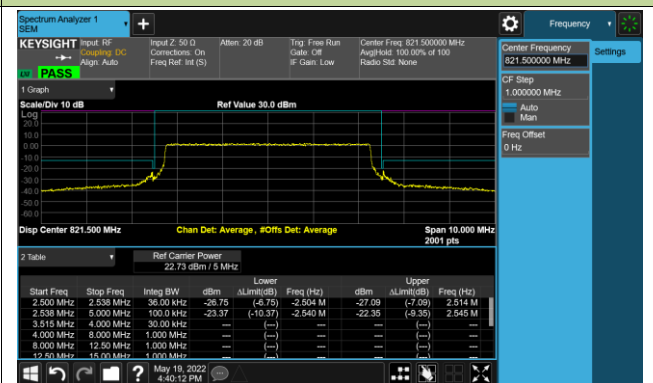 Spectrum Analyzer 1
SEM
+
Frequency
KEYSIGHT
Input: RF
Coupling: DC
Align: Auto
Input Z: 50 Ω
Corrections: On
Freq Ref: Int (S)
Atten: 20 dB
Trig: Free Run
Gate: Off
IF Gain: Low
Center Freq: 821.500000 MHz
Avg|Hold: 100.00% of 100
Radio Std: None
PASS
Center Frequency
821.500000 MHz
Settings
CF Step
1.000000 MHz
Auto
Man
Freq Offset
0 Hz
1 Graph
Scale/Div 10 dB
Ref Value 30.0 dBm
Log
20.0
10.0
0.00
-10.0
-20.0
-30.0
-40.0
-50.0
-60.0
Disp Center 821.500 MHz
Chan Det: Average, #Offs Det: Average
Span 10.000 MHz
2001 pts
2 Table
Ref Carrier Power
22.73 dBm / 5 MHz
Lower Upper
Start Freq Stop Freq Integ BW dBm ΔLimit(dB) Freq (Hz) dBm ΔLimit(dB) Freq (Hz)
2.500 MHz 2.538 MHz 36.00 kHz -26.75 (-6.75) -2.504 M -27.09 (-7.09) 2.514 M
2.538 MHz 5.000 MHz 100.0 kHz -23.37 (-10.37) -2.540 M -22.35 (-9.35) 2.545 M
3.515 MHz 4.000 MHz 30.00 kHz --- (---) --- --- (---) ---
4.000 MHz 8.000 MHz 1.000 MHz --- (---) --- --- (---) ---
8.000 MHz 12.50 MHz 1.000 MHz --- (---) --- --- (---) ---
12.50 MHz 15.00 MHz 1.000 MHz --- (---) --- --- (---) ---
?
May 19, 2022
4:40:12 PM